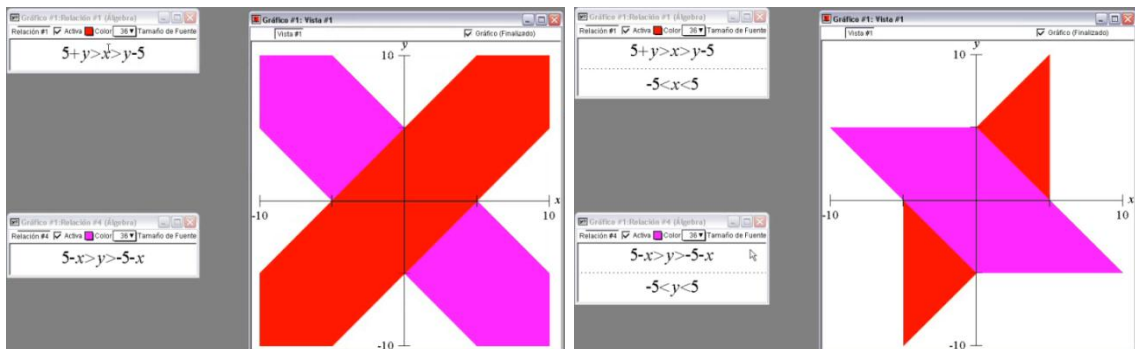 Gráfico #1:Relación #1 (Álgebra)
Relación #1 Activa Color 36 Tamaño de Fuente
5+y>x>y-5
Gráfico #1:Relación #4 (Álgebra)
Relación #4 Activa Color 36 Tamaño de Fuente
5-x>y>-5-x
Gráfico #1: Vista #1
Vista #1 Gráfico (Finalizado)
y
10
-10
10
x
-10
Gráfico #1:Relación #1 (Álgebra)
Relación #1 Activa Color 36 Tamaño de Fuente
5+y>x>y-5
-5<x<5
Gráfico #1:Relación #4 (Álgebra)
Relación #4 Activa Color 36 Tamaño de Fuente
5-x>y>-5-x
-5<y<5
Gráfico #1: Vista #1
Vista #1 Gráfico (Finalizado)
y
10
-10
10
x
-10